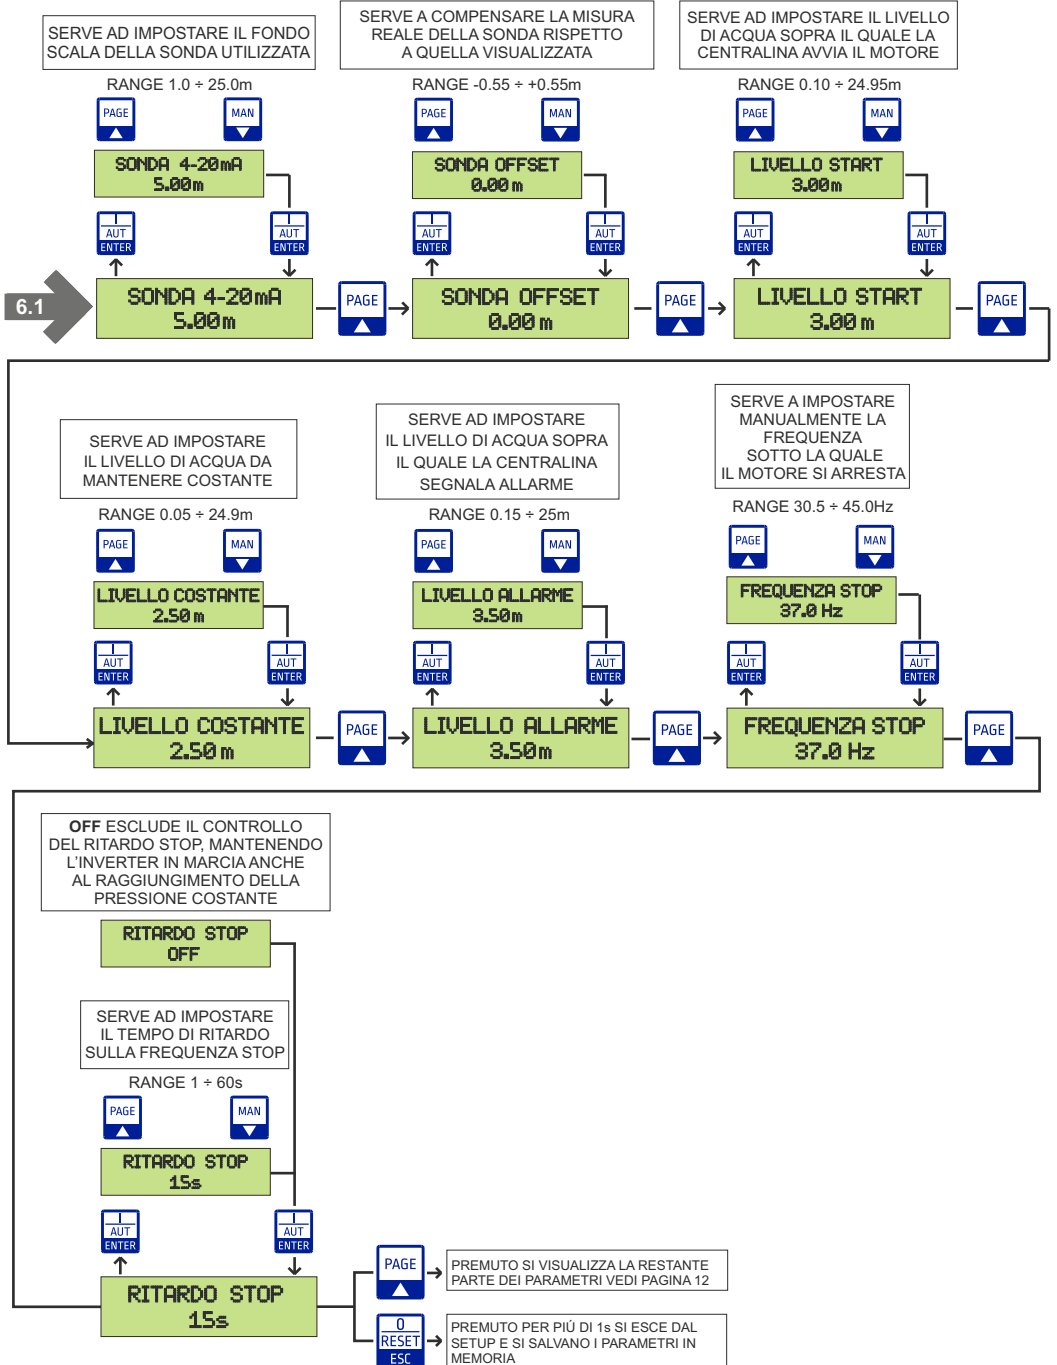 SERVE AD IMPOSTARE IL FONDO
SCALA DELLA SONDA UTILIZZATA
RANGE 1.0 ÷ 25.0m
PAGE
MAN
SONDA 4-20mA
5.00m
AUT
ENTER
AUT
ENTER
6.1
SONDA 4-20mA
5.00m
PAGE
SERVE A COMPENSARE LA MISURA
REALE DELLA SONDA RISPETTO
A QUELLA VISUALIZZATA
RANGE -0.55 ÷ +0.55m
PAGE
MAN
SONDA OFFSET
0.00 m
AUT
ENTER
AUT
ENTER
SONDA OFFSET
0.00 m
PAGE
SERVE AD IMPOSTARE IL LIVELLO
DI ACQUA SOPRA IL QUALE LA
CENTRALINA AVVIA IL MOTORE
RANGE 0.10 ÷ 24.95m
PAGE
MAN
LIVELLO START
3.00m
AUT
ENTER
AUT
ENTER
LIVELLO START
3.00 m
PAGE
SERVE AD IMPOSTARE
IL LIVELLO DI ACQUA DA
MANTENERE COSTANTE
RANGE 0.05 ÷ 24.9m
PAGE
MAN
LIVELLO COSTANTE
2.50 m
AUT
ENTER
AUT
ENTER
LIVELLO COSTANTE
2.50 m
PAGE
SERVE AD IMPOSTARE
IL LIVELLO DI ACQUA SOPRA
IL QUALE LA CENTRALINA
SEGNALA ALLARME
RANGE 0.15 ÷ 25m
PAGE
MAN
LIVELLO ALLARME
3.50m
AUT
ENTER
AUT
ENTER
LIVELLO ALLARME
3.50m
PAGE
SERVE A IMPOSTARE
MANUALMENTE LA
FREQUENZA
SOTTO LA QUALE
IL MOTORE SI ARRESTA
RANGE 30.5 ÷ 45.0Hz
PAGE
MAN
FREQUENZA STOP
37.0 Hz
AUT
ENTER
AUT
ENTER
FREQUENZA STOP
37.0 Hz
PAGE
OFF ESCLUDE IL CONTROLLO
DEL RITARDO STOP, MANTENENDO
L'INVERTER IN MARCIA ANCHE
AL RAGGIUNGIMENTO DELLA
PRESSIONE COSTANTE
RITARDO STOP
OFF
SERVE AD IMPOSTARE
IL TEMPO DI RITARDO
SULLA FREQUENZA STOP
RANGE 1 ÷ 60s
PAGE
MAN
RITARDO STOP
15s
AUT
ENTER
AUT
ENTER
RITARDO STOP
15s
PAGE
PREMUTO SI VISUALIZZA LA RESTANTE
PARTE DEI PARAMETRI VEDI PAGINA 12
0
RESET
ESC
PREMUTO PER PIÚ DI 1s SI ESCE DAL
SETUP E SI SALVANO I PARAMETRI IN
MEMORIA